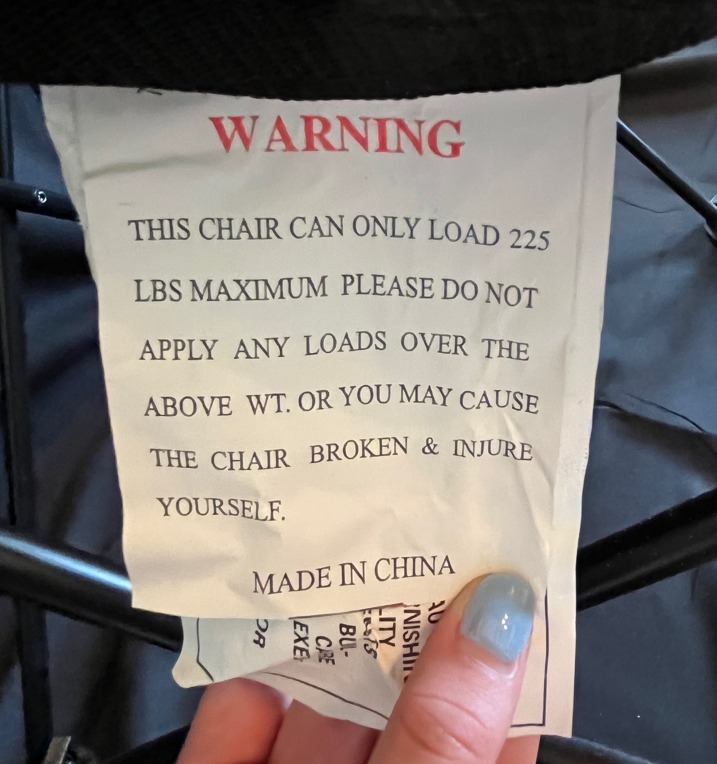 WARNING
THIS CHAIR CAN ONLY LOAD 225
LBS MAXIMUM PLEASE DO NOT
APPLY ANY LOADS OVER THE
ABOVE WT. OR YOU MAY CAUSE
THE CHAIR BROKEN & INJURE
YOURSELF.
MADE IN CHINA